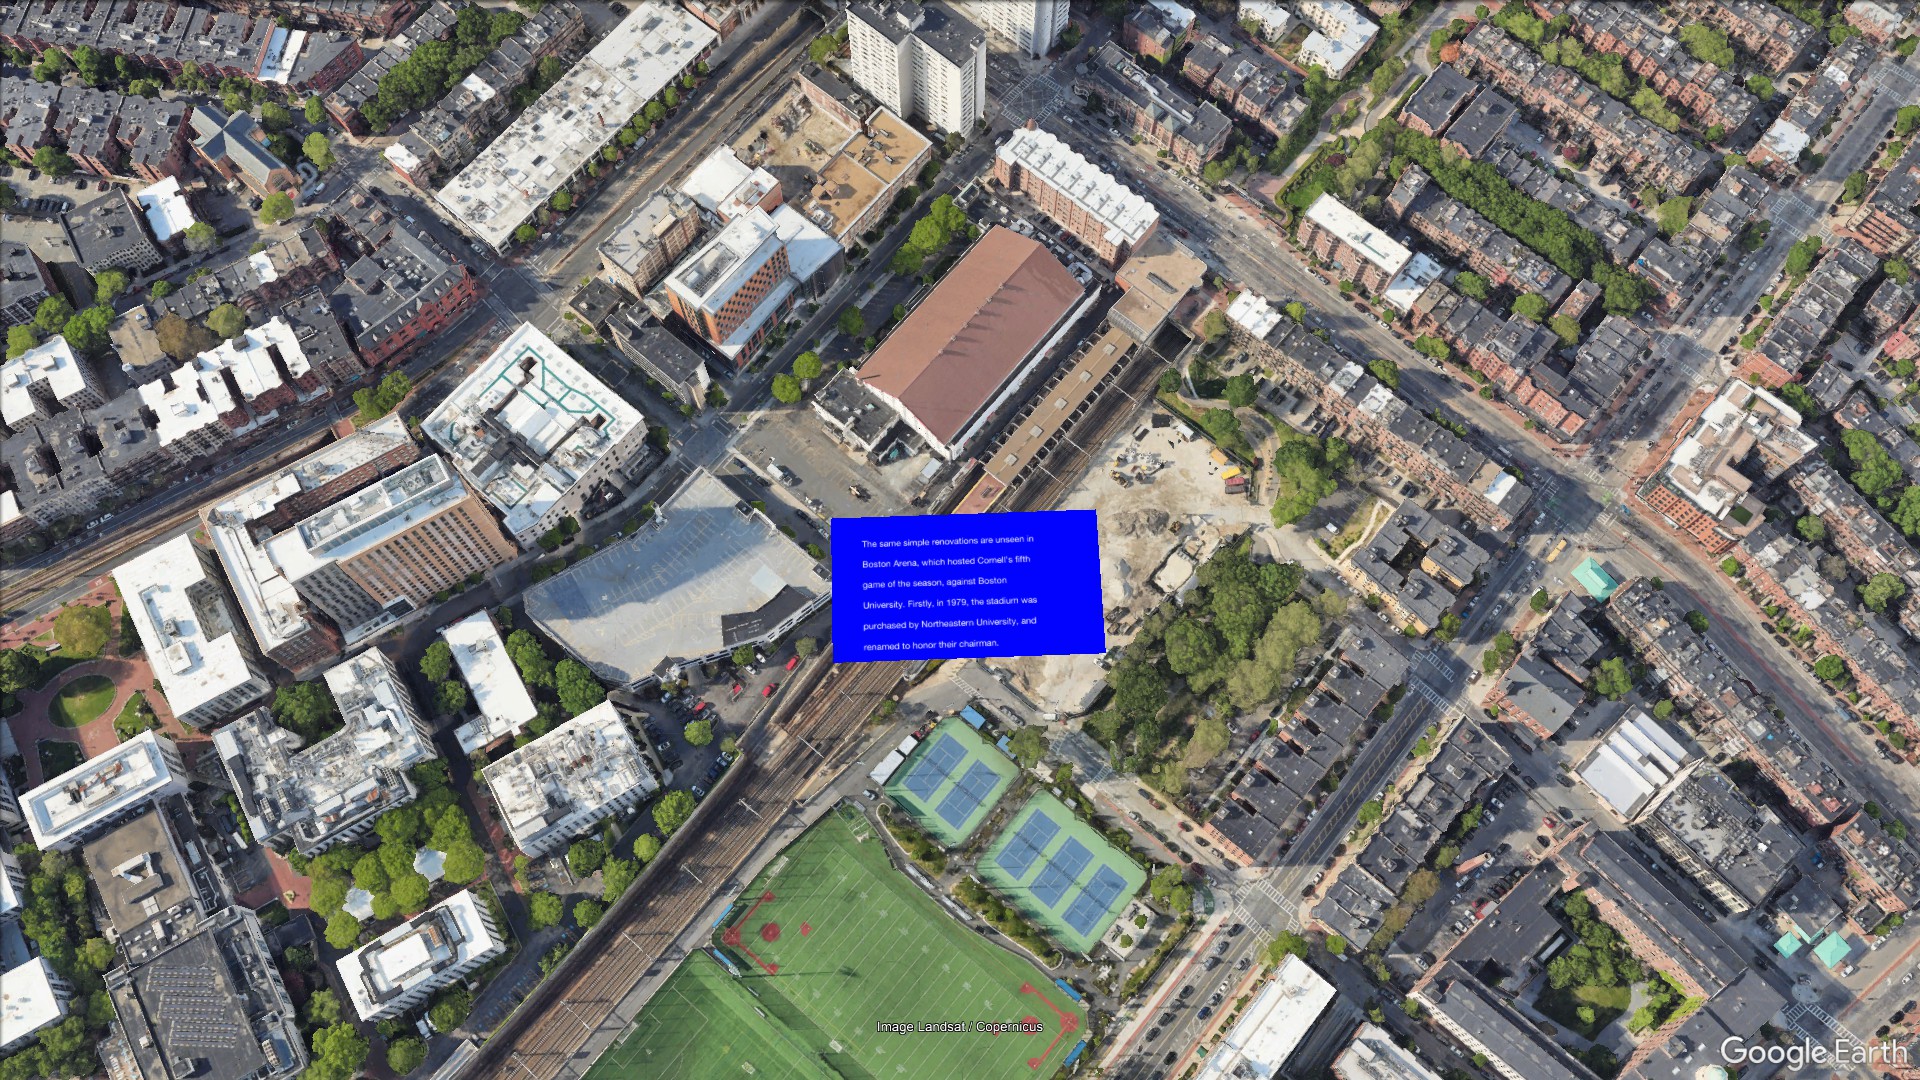 The same simple renovations are unseen in
Boston Arena, which hosted Cornell's fifth
game of the season, against Boston
University. Firstly, in 1979, the stadium was
purchased by Northeastern University, and
renamed to honor their chairman.
Image Landsat / Copernicus
Google Earth